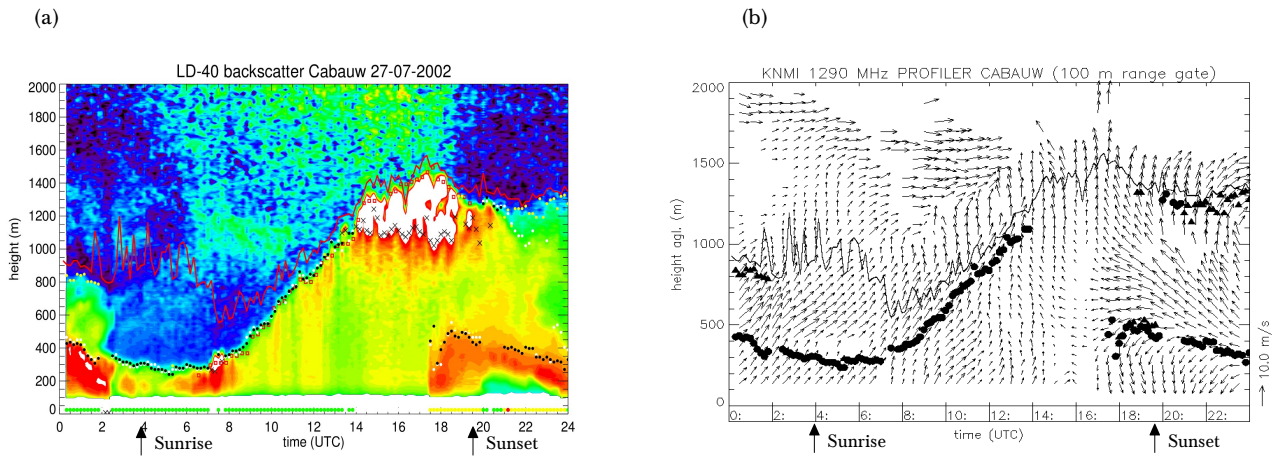 (a)
LD-40 backscatter Cabauw 27-07-2002
2000
1800
1600
1400
1200
1000
800
600
400
200
0
height (m)
0 2 4 6 8 10 12 14 16 18 20 22 24
time (UTC)
Sunrise
Sunset
(b)
KNMI 1290 MHz PROFILER CABAUW (100 m range gate)
2000
1500
1000
500
0
height agl. (m)
0: 2: 4: 6: 8: 10: 12: 14: 16: 18: 20: 22:
time (UTC)
10.0 m/s
Sunrise
Sunset